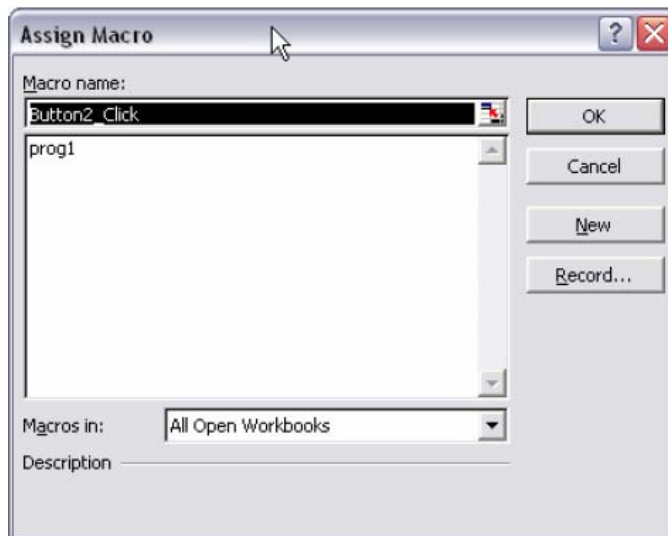 Assign Macro
?
Macro name:
Button2_Click
OK
prog1
Cancel
New
Record...
Macros in:
All Open Workbooks
Description